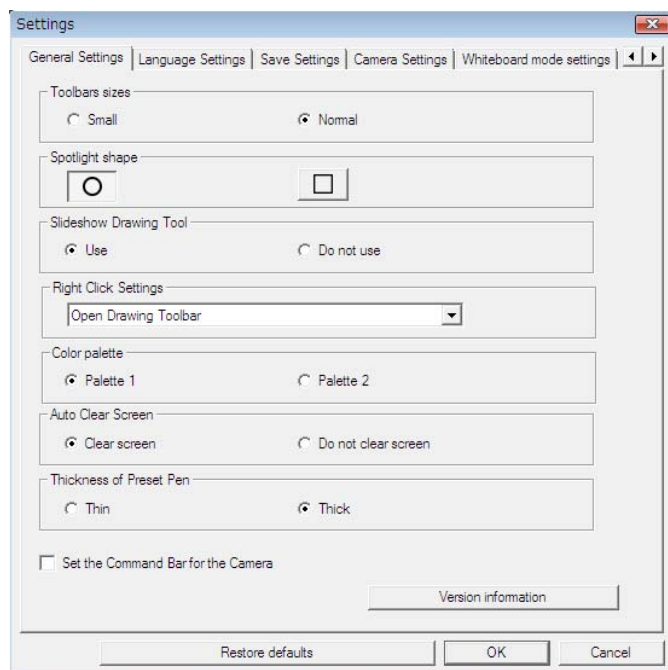 Settings
General Settings Language Settings Save Settings Camera Settings Whiteboard mode settings
Toolbars sizes
Small Normal
Spotlight shape
Slideshow Drawing Tool
Use Do not use
Right Click Settings
Open Drawing Toolbar
Color palette
Palette 1 Palette 2
Auto Clear Screen
Clear screen Do not clear screen
Thickness of Preset Pen
Thin Thick
Set the Command Bar for the Camera
Version information
Restore defaults OK Cancel